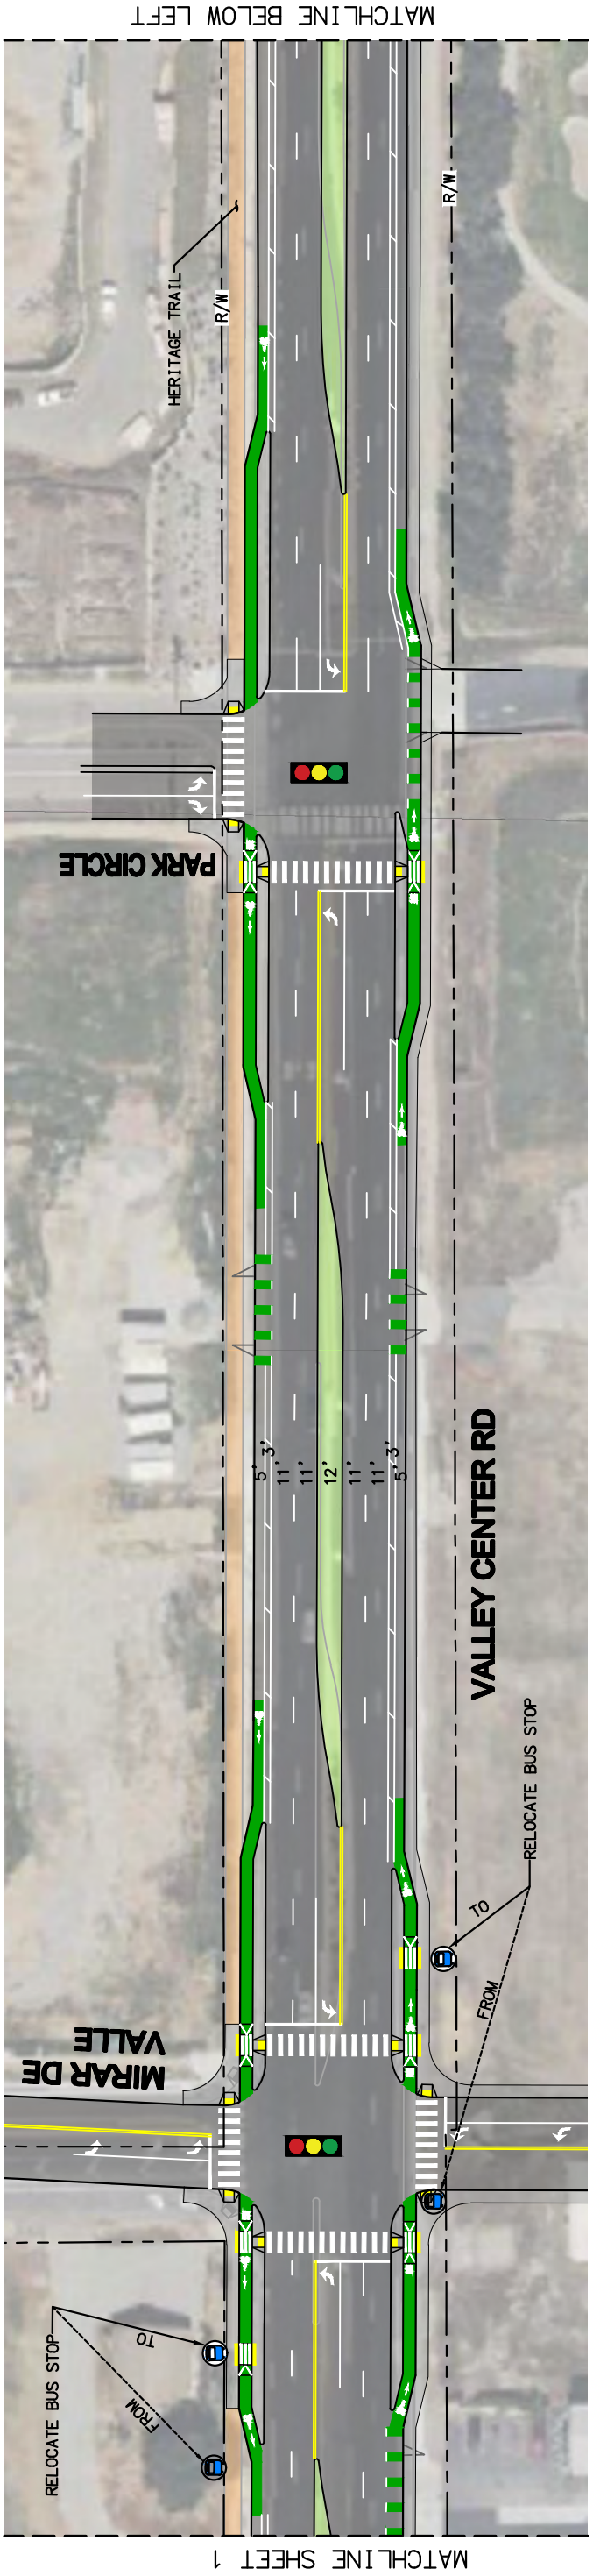 MATCHLINE BELOW LEFT
R/W
HERITAGE TRAIL
R/W
PARK CIRCLE
5' 3'
11'
11'
12'
11'
11'
5' 3'
VALLEY CENTER RD
RELOCATE BUS STOP
TO
FROM
MIRAR DE
VALLE
RELOCATE BUS STOP
TO
FROM
MATCHLINE SHEET 1